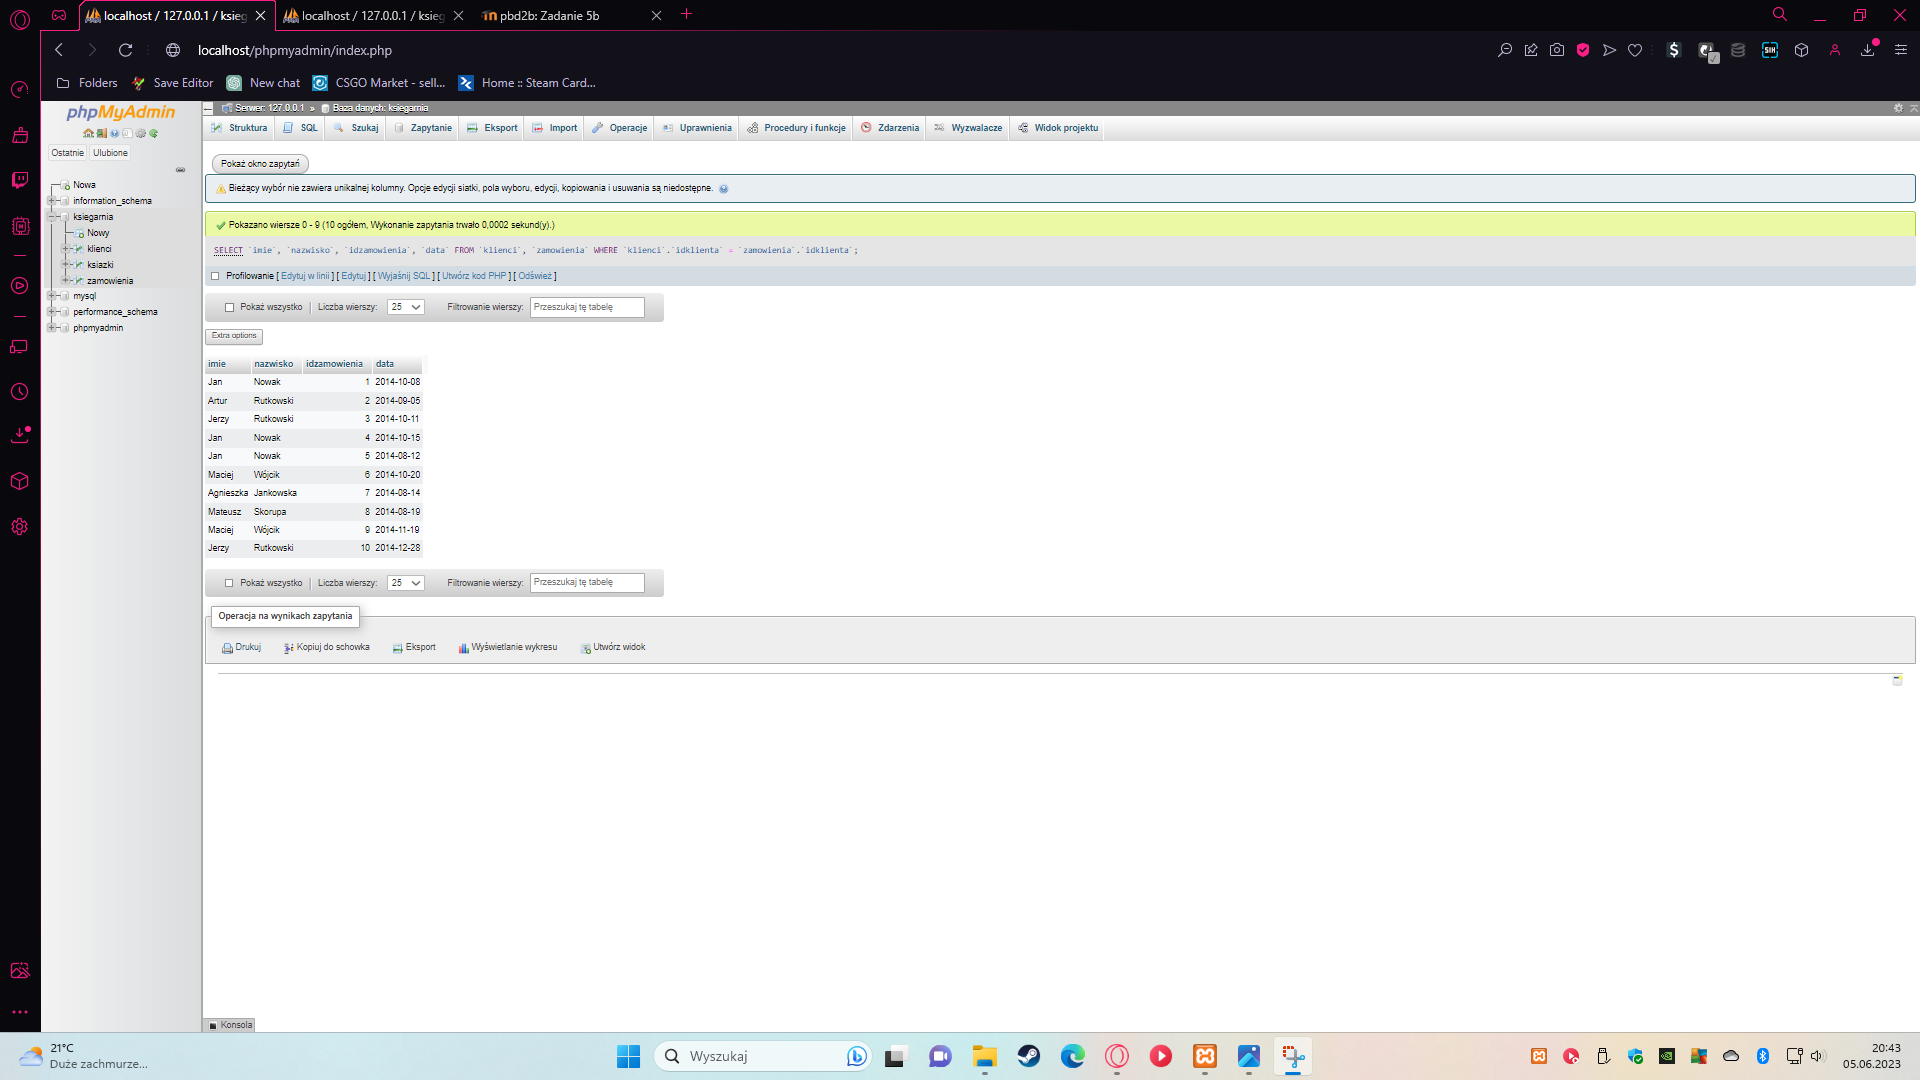 localhost / 127.0.0.1 / ksieg
localhost / 127.0.0.1 / ksieg
pbd2b: Zadanie 5b
localhost/phpmyadmin/index.php
Folders
Save Editor
New chat
CSGO Market - sell...
Home :: Steam Card...
phpMyAdmin
Ostatnie
Ulubione
Nowa
information_schema
ksiegarnia
Nowy
klienci
ksiazki
zamowienia
mysql
performance_schema
phpmyadmin
Serwer: 127.0.0.1 » Baza danych: ksiegarnia
Struktura
SQL
Szukaj
Zapytanie
Eksport
Import
Operacje
Uprawnienia
Procedury i funkcje
Zdarzenia
Wyzwalacze
Widok projektu
Pokaż okno zapytań
Bieżący wybór nie zawiera unikalnej kolumny. Opcje edycji siatki, pola wyboru, edycji, kopiowania i usuwania są niedostępne.
Pokazano wiersze 0 - 9 (10 ogółem, Wykonanie zapytania trwało 0,0002 sekund(y).)
SELECT `imie`, `nazwisko`, `idzamowienia`, `data` FROM `klienci`, `zamowienia` WHERE `klienci`.`idklienta` = `zamowienia`.`idklienta`;
Profilowanie [ Edytuj w linii ] [ Edytuj ] [ Wyjaśnij SQL ] [ Utwórz kod PHP ] [ Odśwież ]
Pokaż wszystko | Liczba wierszy: 25 Filtrowanie wierszy: Przeszukaj tę tabelę
Extra options
imie nazwisko idzamowienia data
Jan Nowak 1 2014-10-08
Artur Rutkowski 2 2014-09-05
Jerzy Rutkowski 3 2014-10-11
Jan Nowak 4 2014-10-15
Jan Nowak 5 2014-08-12
Maciej Wójcik 6 2014-10-20
Agnieszka Jankowska 7 2014-08-14
Mateusz Skorupa 8 2014-08-19
Maciej Wójcik 9 2014-11-19
Jerzy Rutkowski 10 2014-12-28
Pokaż wszystko | Liczba wierszy: 25 Filtrowanie wierszy: Przeszukaj tę tabelę
Operacja na wynikach zapytania
Drukuj
Kopiuj do schowka
Eksport
Wyświetlanie wykresu
Utwórz widok
Konsola
21°C
Duże zachmurze...
Wyszukaj
20:43
05.06.2023